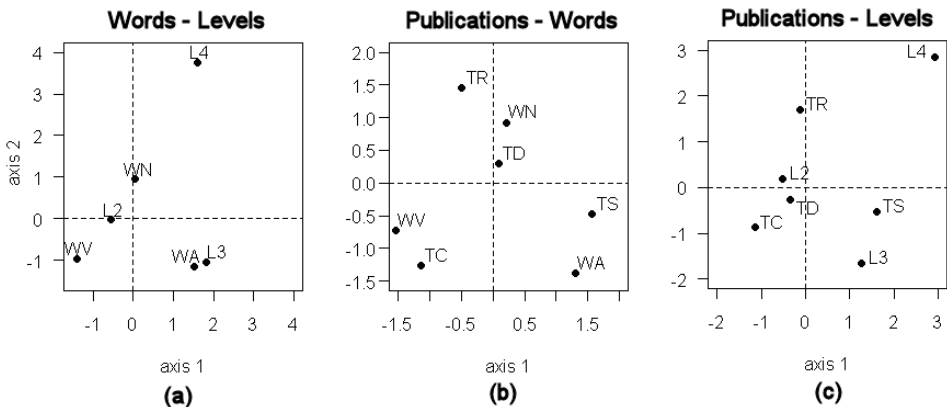 Words - Levels
4
3
2
1
0
-1
axis 2
L4
WN
L2
WV
WA
L3
-1
0
1
2
3
4
axis 1
(a)
Publications - Words
2.0
1.5
1.0
0.5
0.0
-0.5
-1.0
-1.5
TR
WN
TD
TS
WV
TC
WA
-1.5
-0.5
0.5
1.5
axis 1
(b)
Publications - Levels
3
2
1
0
-1
-2
L4
TR
L2
TD
TS
TC
L3
-2
-1
0
1
2
3
axis 1
(c)